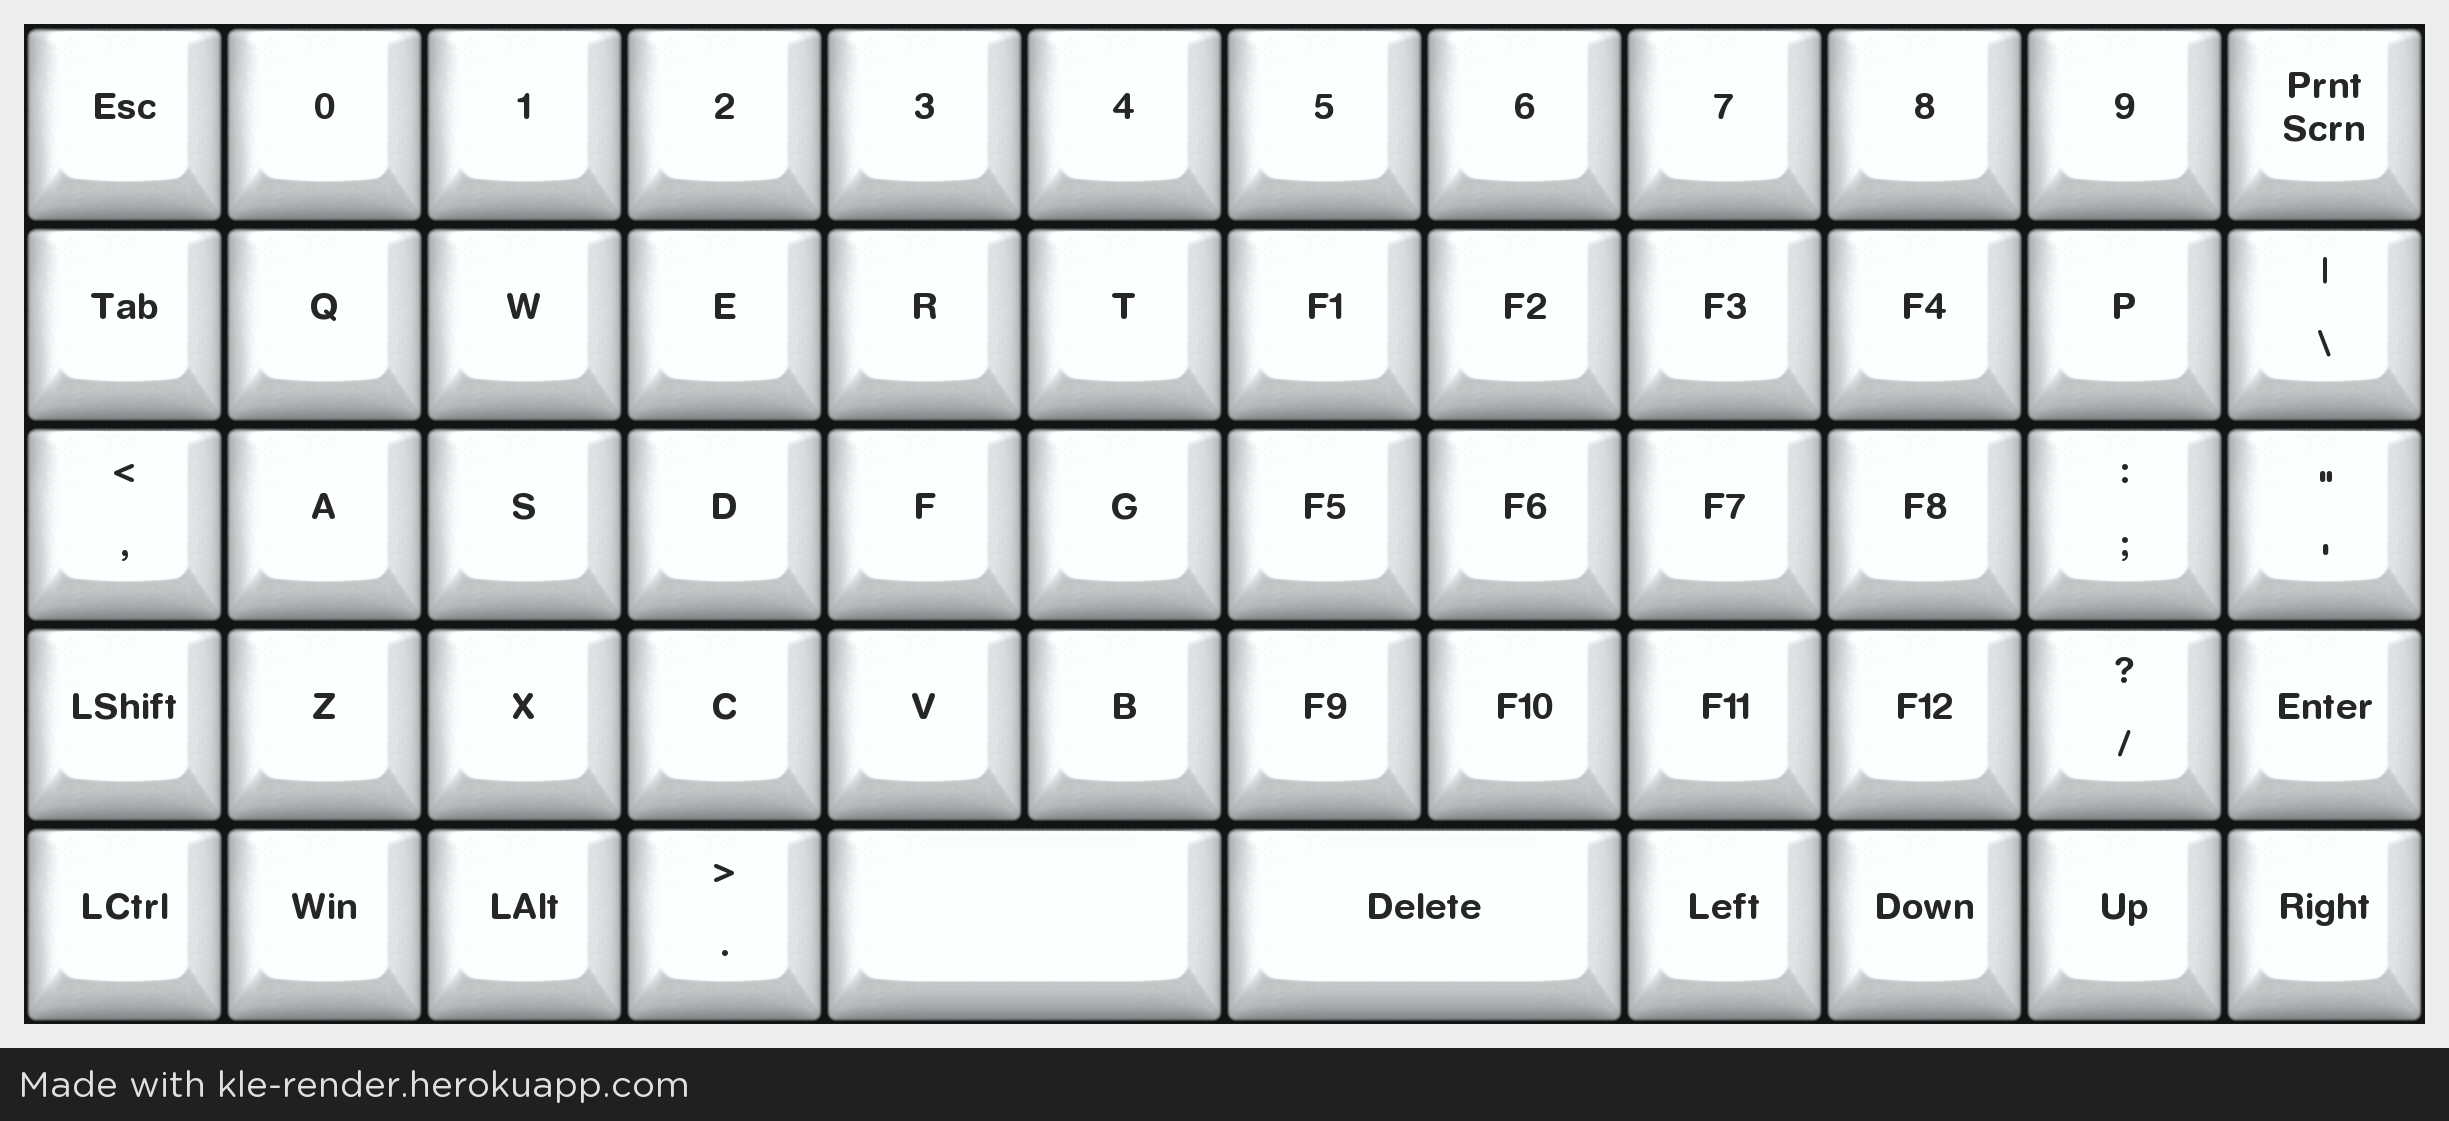 Esc 0 1 2 3 4 5 6 7 8 9 Prnt Scrn
Tab Q W E R T F1 F2 F3 F4 P | \
< , A S D F G F5 F6 F7 F8 : ; " '
LShift Z X C V B F9 F10 F11 F12 ? / Enter
LCtrl Win LAlt > . Delete Left Down Up Right
Made with kle-render.herokuapp.com